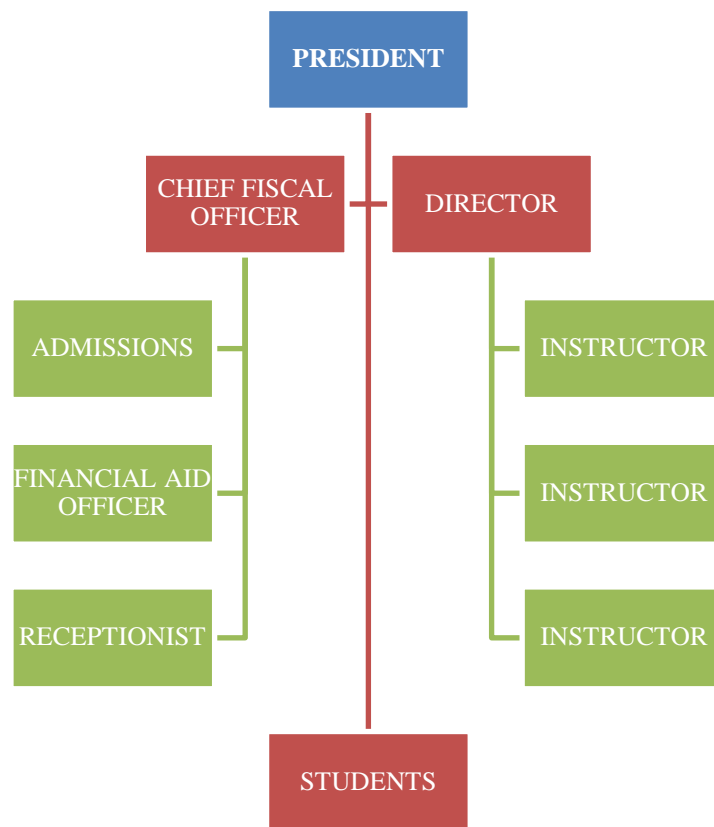 PRESIDENT
CHIEF FISCAL
OFFICER
DIRECTOR
ADMISSIONS
INSTRUCTOR
FINANCIAL AID
OFFICER
INSTRUCTOR
RECEPTIONIST
INSTRUCTOR
STUDENTS